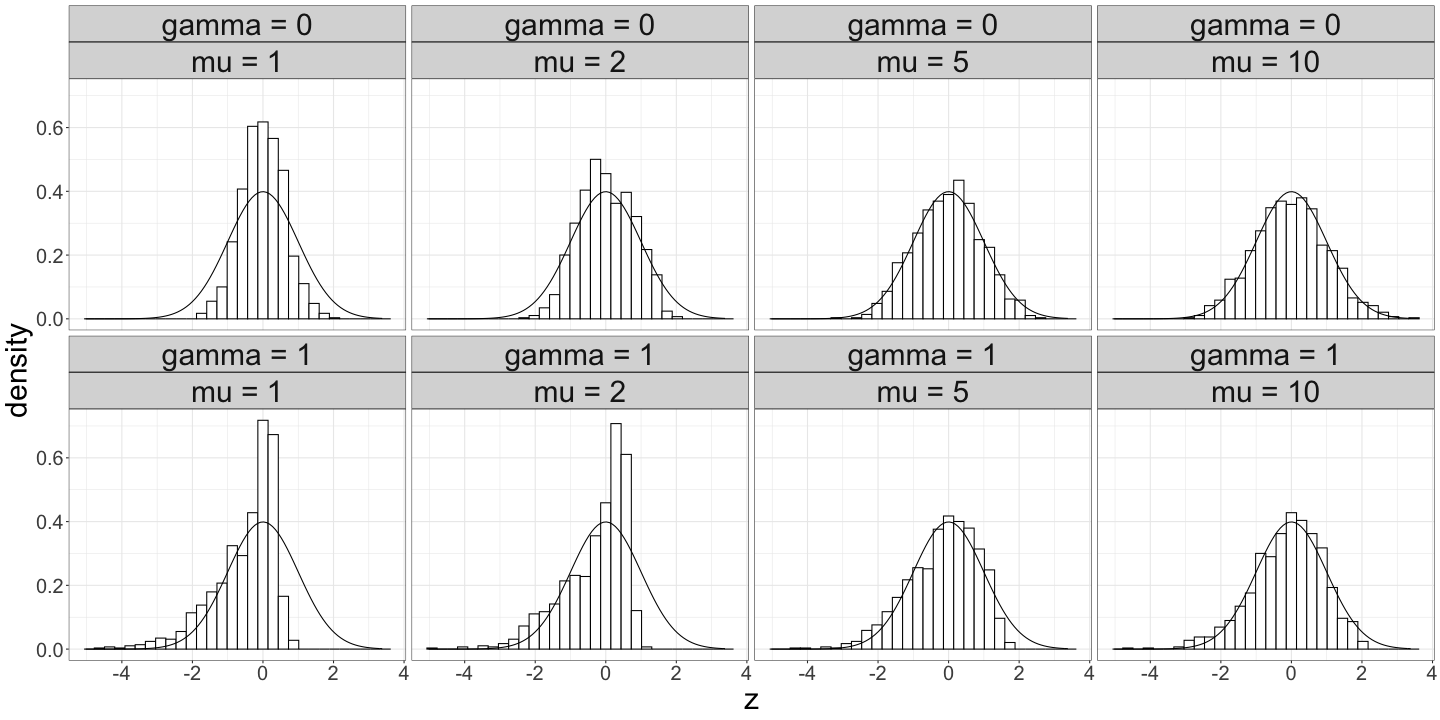 gamma = 0 gamma = 0 gamma = 0 gamma = 0
mu = 1 mu = 2 mu = 5 mu = 10
0.6
0.4
0.2
0.0
density
gamma = 1 gamma = 1 gamma = 1 gamma = 1
mu = 1 mu = 2 mu = 5 mu = 10
0.6
0.4
0.2
0.0
-4 -2 0 2 4 -4 -2 0 2 4 -4 -2 0 2 4 -4 -2 0 2 4
z